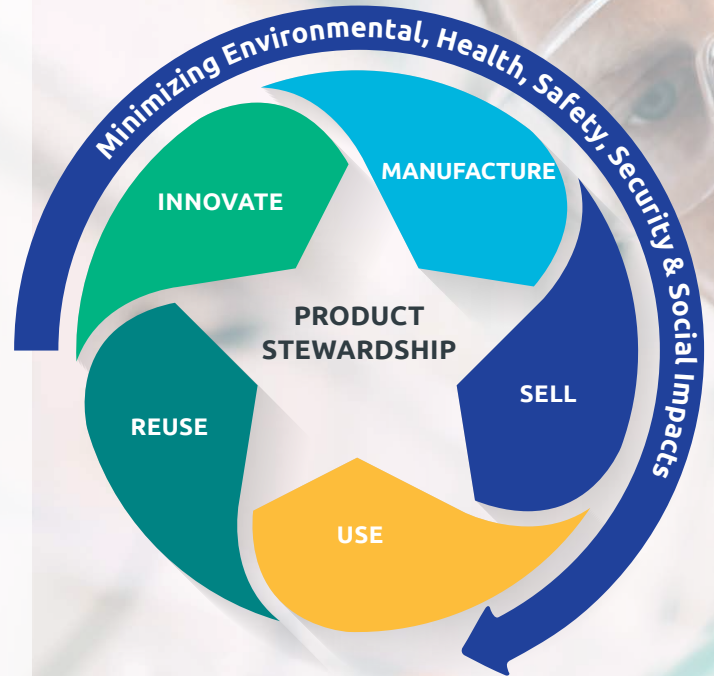 Minimizing Environmental, Health, Safety, Security & Social Impacts
INNOVATE
MANUFACTURE
PRODUCT
STEWARDSHIP
SELL
REUSE
USE